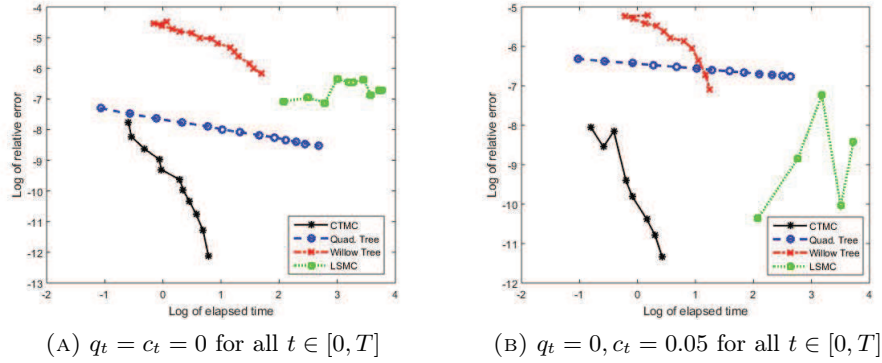 -4
-5
-6
-7
-8
-9
-10
-11
-12
-13
-2
-1
0
1
2
3
4
Log of relative error
Log of elapsed time
CTMC
Quad. Tree
Willow Tree
LSMC
(A) q_t = c_t = 0 for all t ∈ [0, T]
-5
-6
-7
-8
-9
-10
-11
-12
-2
-1
0
1
2
3
4
Log of relative error
Log of elapsed time
CTMC
Quad. Tree
Willow Tree
LSMC
(B) q_t = 0, c_t = 0.05 for all t ∈ [0, T]